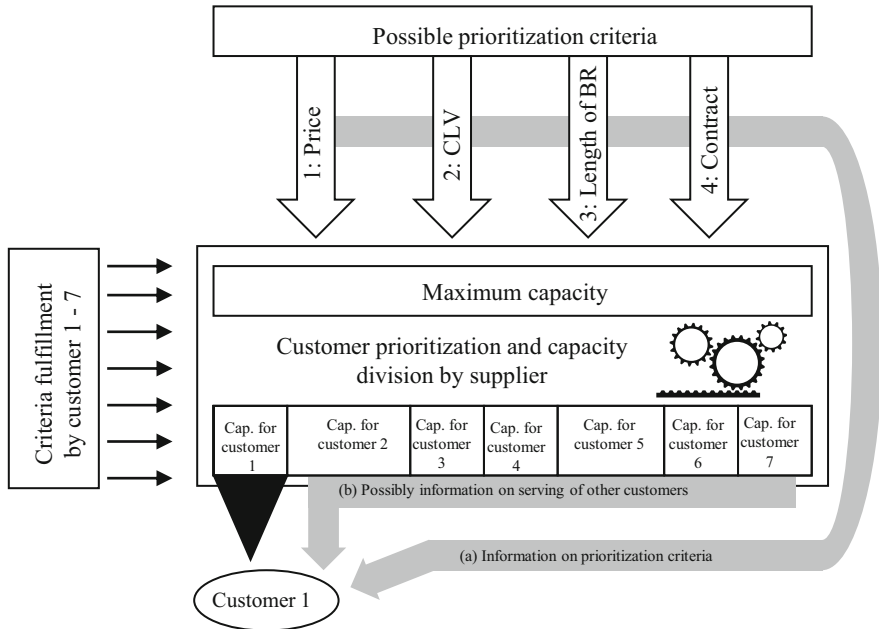 Possible prioritization criteria
1: Price
2: CLV
3: Length of BR
4: Contract
Criteria fulfillment
by customer 1 - 7
Maximum capacity
Customer prioritization and capacity
division by supplier
Cap. for
customer
1
Cap. for
customer 2
Cap. for
customer
3
Cap. for
customer
4
Cap. for
customer 5
Cap. for
customer
6
Cap. for
customer
7
(b) Possibly information on serving of other customers
(a) Information on prioritization criteria
Customer 1